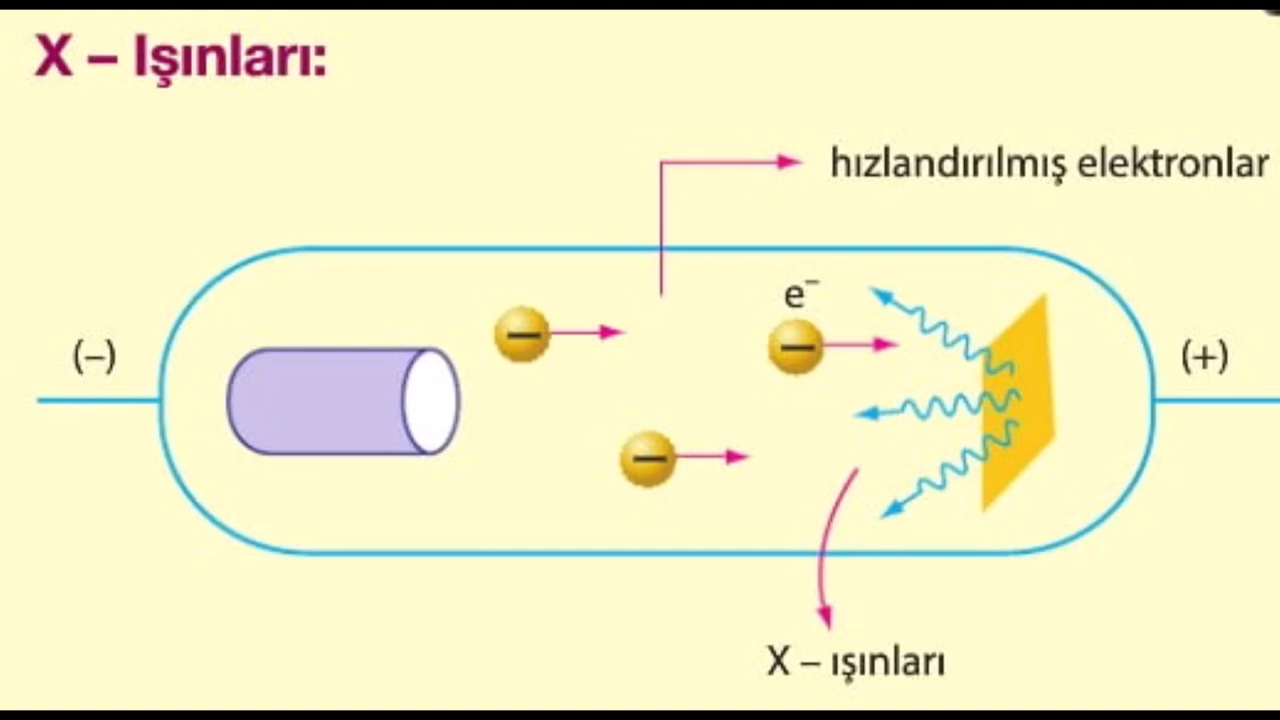 X – Işınları:
hızlandırılmış elektronlar
e⁻
(–)
(+)
X – ışınları